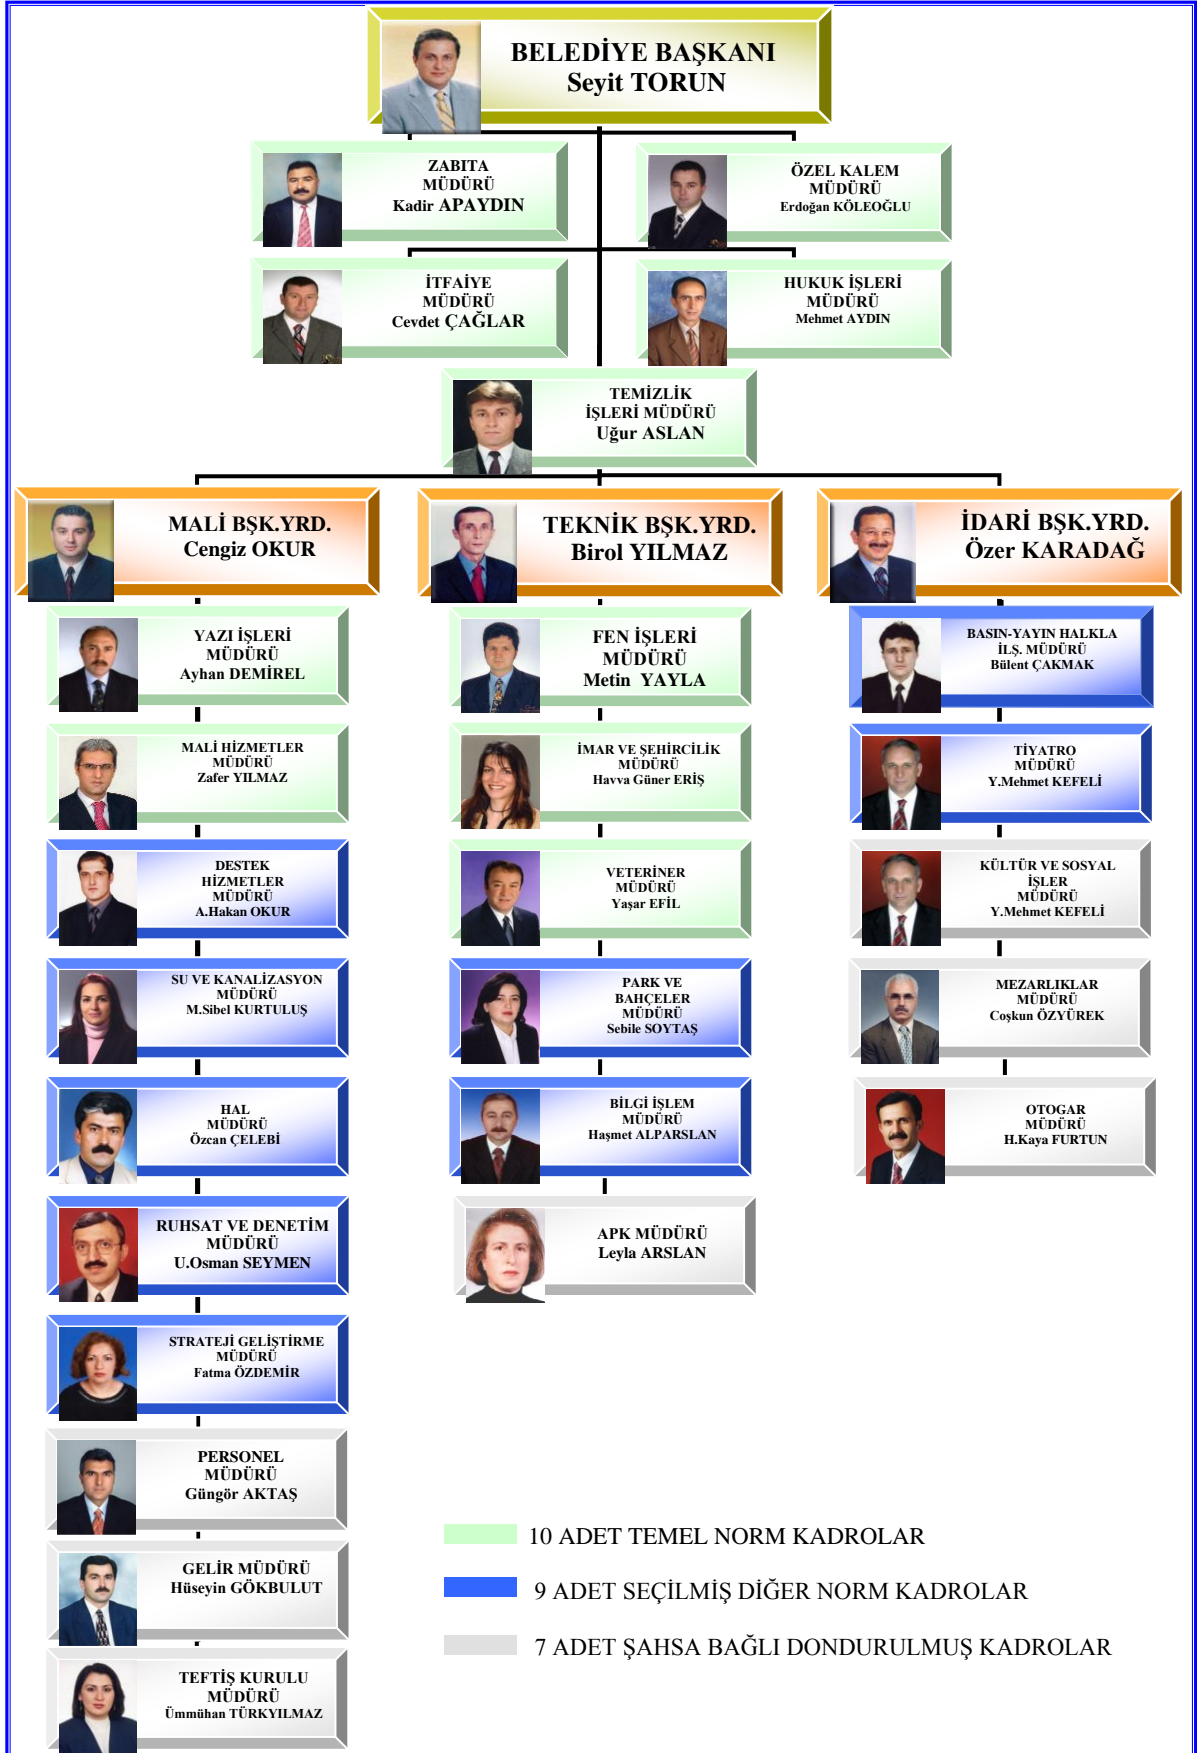 BELEDİYE BAŞKANI
Seyit TORUN
ZABITA
MÜDÜRÜ
Kadir APAYDIN
ÖZEL KALEM
MÜDÜRÜ
Erdoğan KÖLEOĞLU
İTFAİYE
MÜDÜRÜ
Cevdet ÇAĞLAR
HUKUK İŞLERİ
MÜDÜRÜ
Mehmet AYDIN
TEMİZLİK
İŞLERİ MÜDÜRÜ
Uğur ASLAN
MALİ BŞK.YRD.
Cengiz OKUR
TEKNİK BŞK.YRD.
Birol YILMAZ
İDARİ BŞK.YRD.
Özer KARADAĞ
YAZI İŞLERİ
MÜDÜRÜ
Ayhan DEMİREL
MALİ HİZMETLER
MÜDÜRÜ
Zafer YILMAZ
DESTEK
HİZMETLER
MÜDÜRÜ
A.Hakan OKUR
SU VE KANALİZASYON
MÜDÜRÜ
M.Sibel KURTULUŞ
HAL
MÜDÜRÜ
Özcan ÇELEBİ
RUHSAT VE DENETİM
MÜDÜRÜ
U.Osman SEYMEN
STRATEJİ GELİŞTİRME
MÜDÜRÜ
Fatma ÖZDEMİR
PERSONEL
MÜDÜRÜ
Güngör AKTAŞ
GELİR MÜDÜRÜ
Hüseyin GÖKBULUT
TEFTİŞ KURULU
MÜDÜRÜ
Ümmühan TÜRKYILMAZ
FEN İŞLERİ
MÜDÜRÜ
Metin YAYLA
İMAR VE ŞEHİRCİLİK
MÜDÜRÜ
Havva Güner ERİŞ
VETERİNER
MÜDÜRÜ
Yaşar EFİL
PARK VE
BAHÇELER
MÜDÜRÜ
Sebile SOYTAŞ
BİLGİ İŞLEM
MÜDÜRÜ
Haşmet ALPARSLAN
APK MÜDÜRÜ
Leyla ARSLAN
BASIN-YAYIN HALKLA
İLŞ. MÜDÜRÜ
Bülent ÇAKMAK
TİYATRO
MÜDÜRÜ
Y.Mehmet KEFELİ
KÜLTÜR VE SOSYAL
İŞLER
MÜDÜRÜ
Y.Mehmet KEFELİ
MEZARLIKLAR
MÜDÜRÜ
Coşkun ÖZYÜREK
OTOGAR
MÜDÜRÜ
H.Kaya FURTUN
10 ADET TEMEL NORM KADROLAR
9 ADET SEÇİLMİŞ DİĞER NORM KADROLAR
7 ADET ŞAHSA BAĞLI DONDURULMUŞ KADROLAR